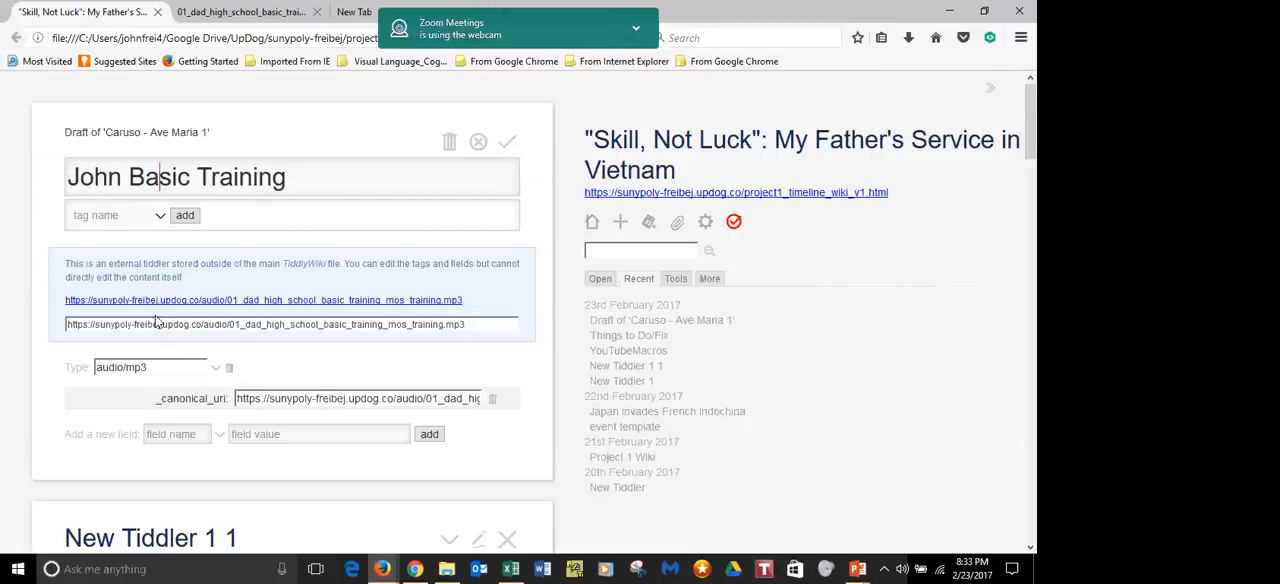 "Skill, Not Luck": My Father's S...
01_dad_high_school_basic_trai...
New Tab
Zoom Meetings
is using the webcam
file:///C:/Users/johnfrei4/Google Drive/UpDog/sunypoly-freibej/project
Search
Most Visited
Suggested Sites
Getting Started
Imported From IE
Visual Language_Cog...
From Google Chrome
From Internet Explorer
From Google Chrome
Draft of 'Caruso - Ave Maria 1'
John Basic Training
tag name
add
This is an external tiddler stored outside of the main TiddlyWiki file. You can edit the tags and fields but cannot
directly edit the content itself
https://sunypoly-freibej.updog.co/audio/01_dad_high_school_basic_training_mos_training.mp3
https://sunypoly-freibej.updog.co/audio/01_dad_high_school_basic_training_mos_training.mp3
Type: audio/mp3
_canonical_uri: https://sunypoly-freibej.updog.co/audio/01_dad_hig
Add a new field: field name field value add
New Tiddler 1 1
"Skill, Not Luck": My Father's Service in
Vietnam
https://sunypoly-freibej.updog.co/project1_timeline_wiki_v1.html
Open Recent Tools More
23rd February 2017
Draft of 'Caruso - Ave Maria 1'
Things to Do/Fix
YouTubeMacros
New Tiddler 1 1
New Tiddler 1
22nd February 2017
Japan invades French Indochina
event template
21st February 2017
Project 1 Wiki
20th February 2017
New Tiddler
Ask me anything
8:33 PM
2/23/2017